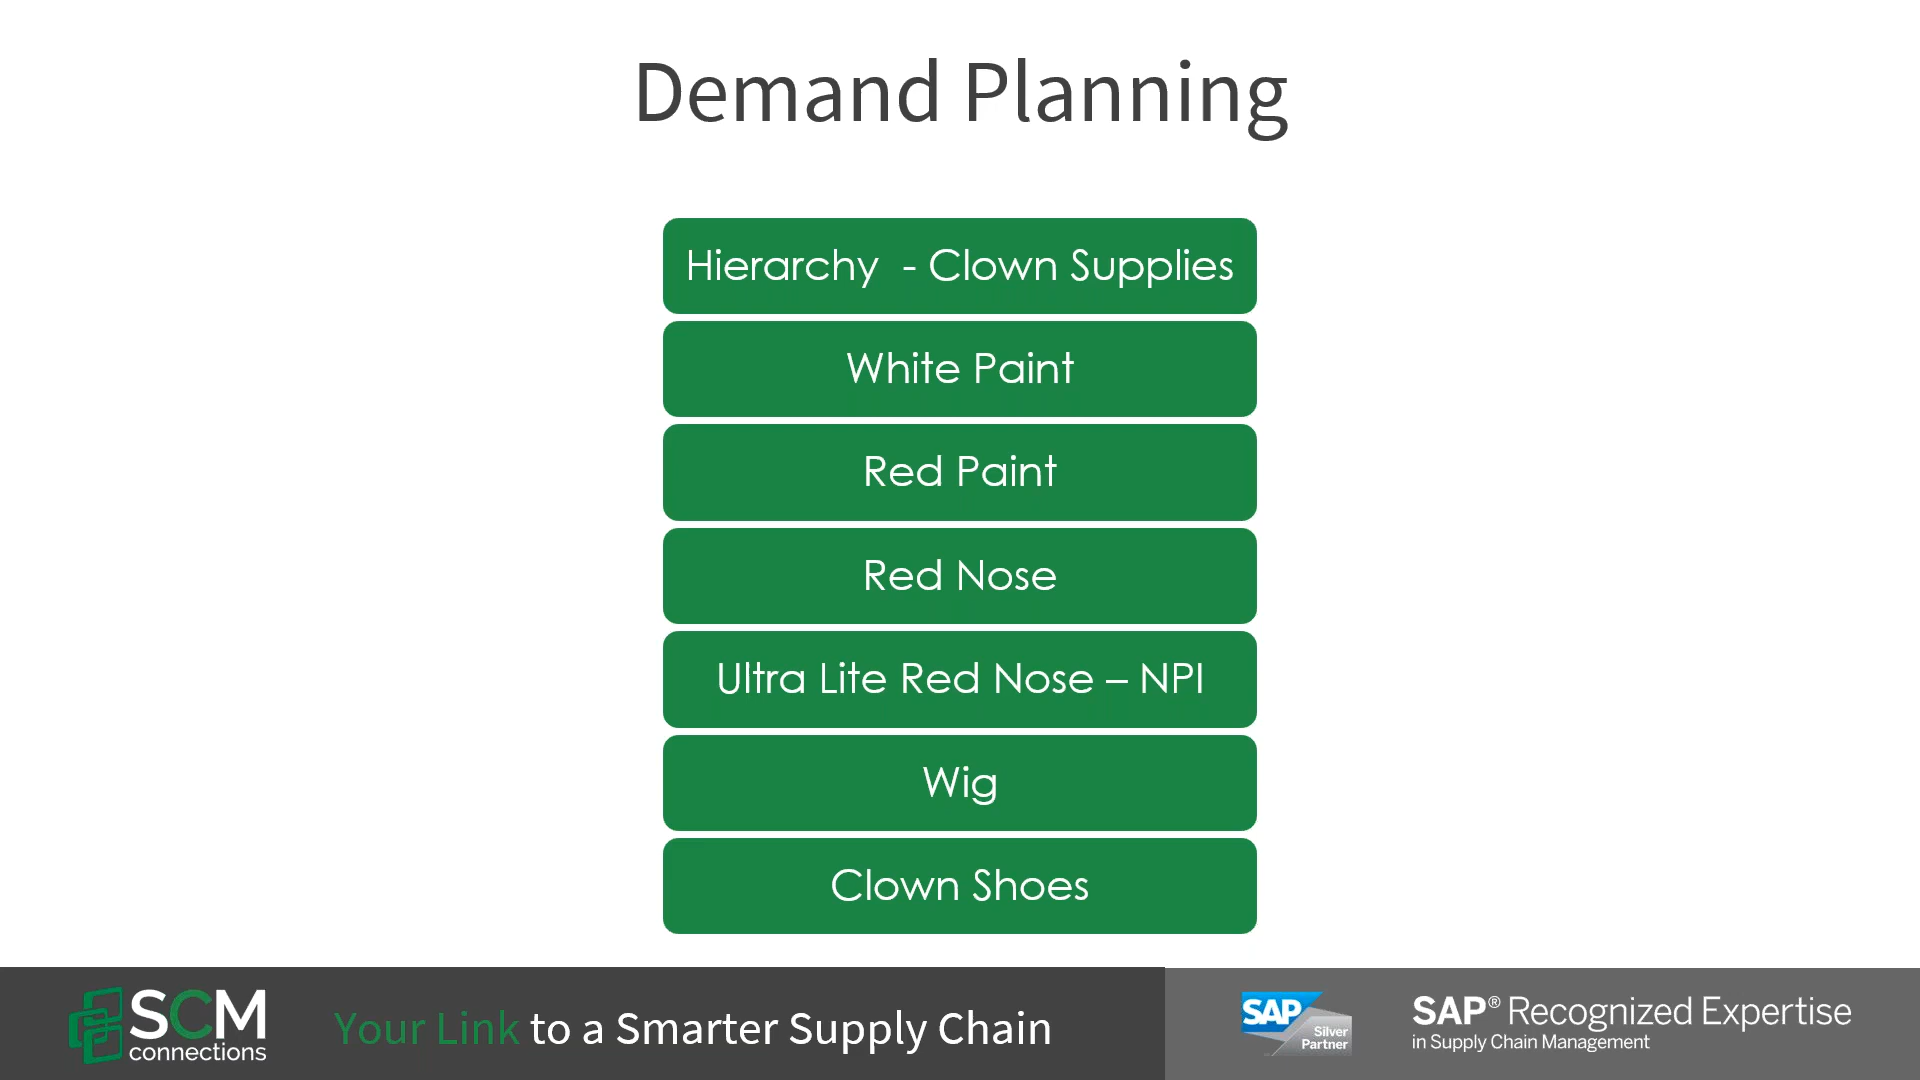 Demand Planning
Hierarchy  - Clown Supplies
White Paint
Red Paint
Red Nose
Ultra Lite Red Nose – NPI
Wig
Clown Shoes
SCM
connections
Your Link to a Smarter Supply Chain
SAP
Silver
Partner
SAP® Recognized Expertise
in Supply Chain Management